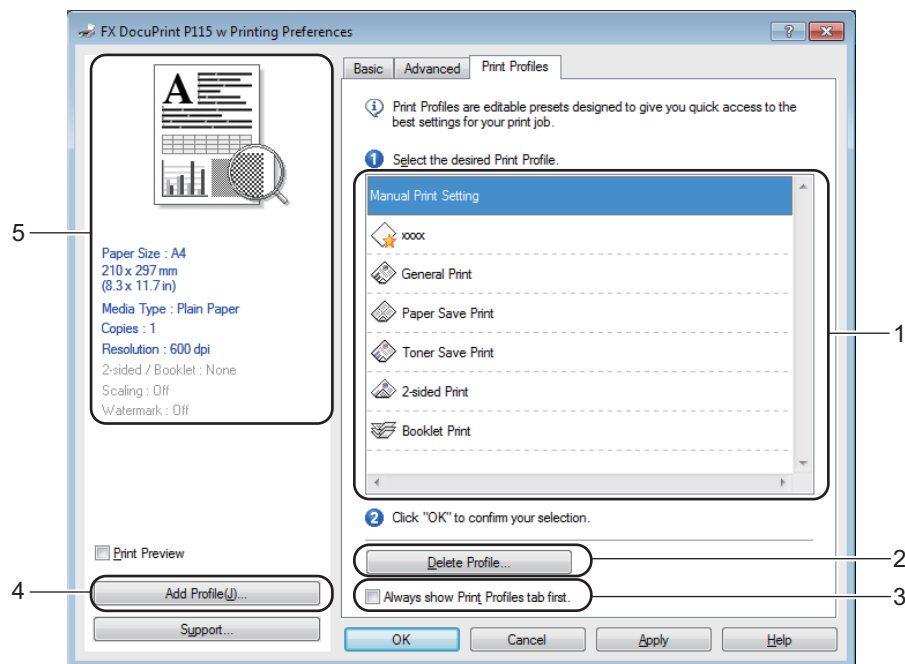 FX DocuPrint P115 w Printing Preferences
Basic Advanced Print Profiles
A
Print Profiles are editable presets designed to give you quick access to the
best settings for your print job.
1 Select the desired Print Profile.
Manual Print Setting
xxxx
General Print
Paper Save Print
Toner Save Print
2-sided Print
Booklet Print
1
2 Click "OK" to confirm your selection.
Delete Profile...
2
Always show Print Profiles tab first.
3
5
Paper Size : A4
210 x 297 mm
(8.3 x 11.7 in)
Media Type : Plain Paper
Copies : 1
Resolution : 600 dpi
2-sided / Booklet : None
Scaling : Off
Watermark : Off
Print Preview
4
Add Profile(J)...
Support...
OK Cancel Apply Help